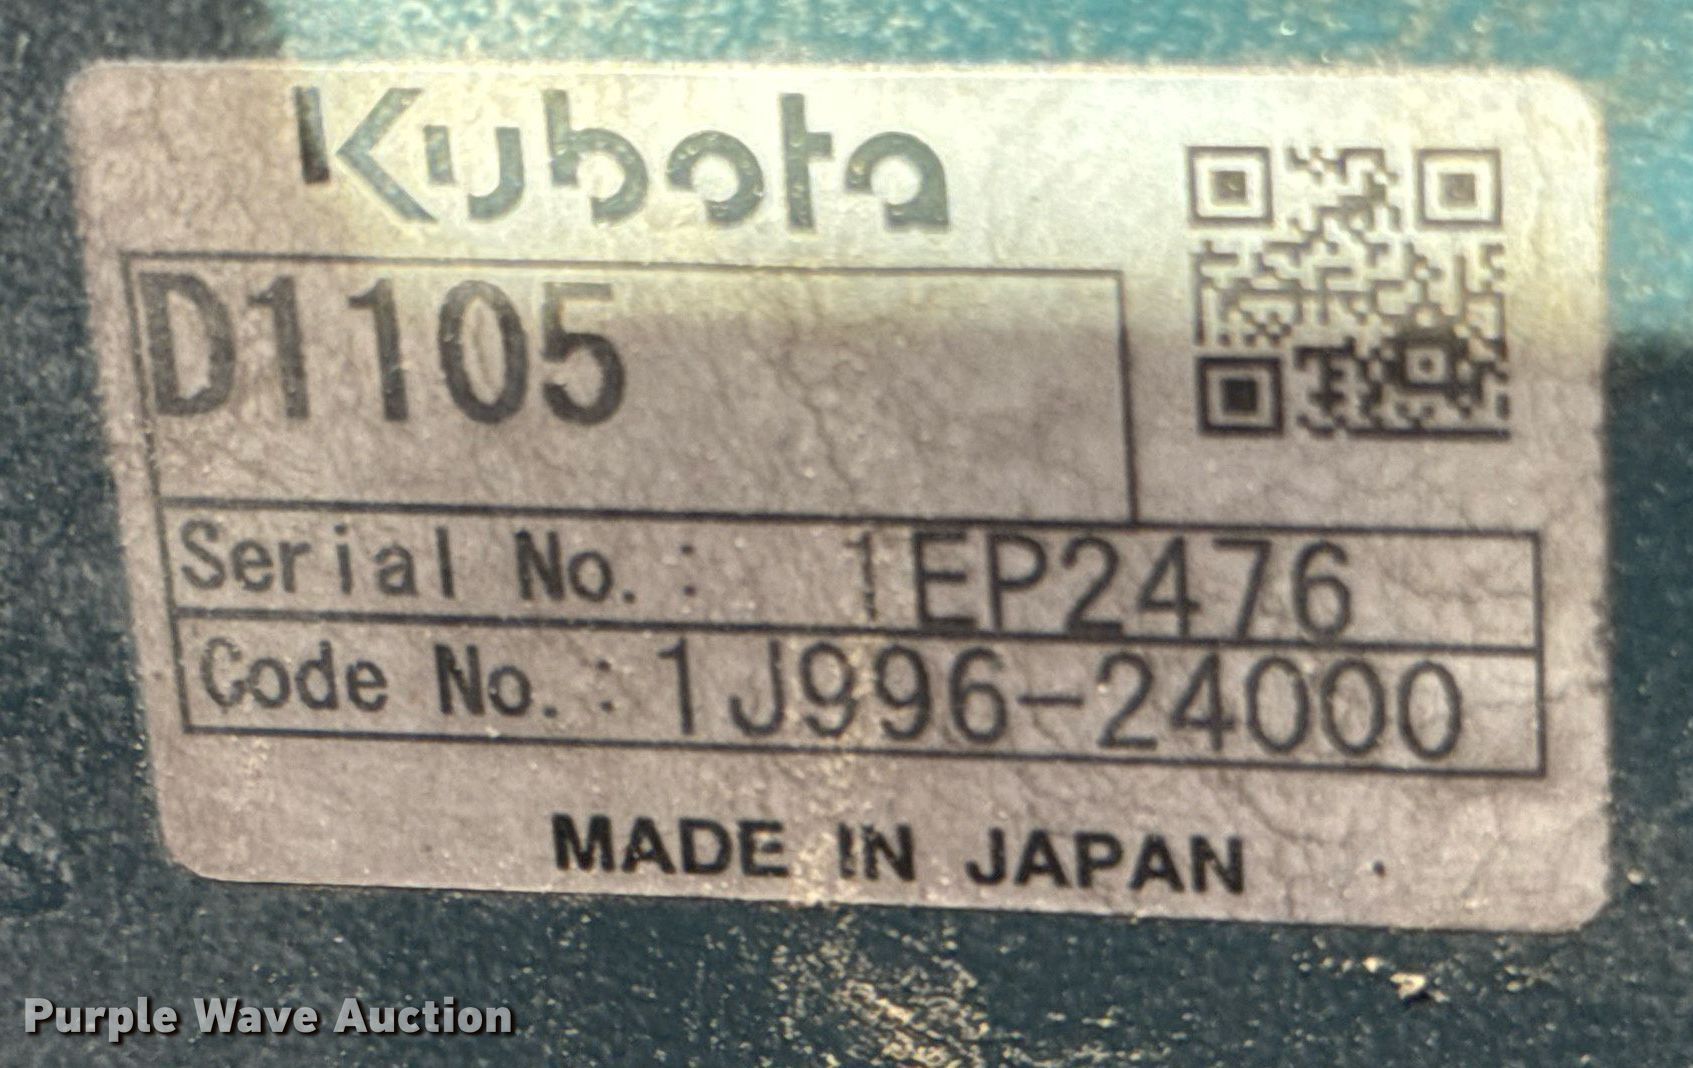 Kubota
D1105
Serial No.: 1EP2476
Code No.: 1J996-24000
MADE IN JAPAN
Purple Wave Auction